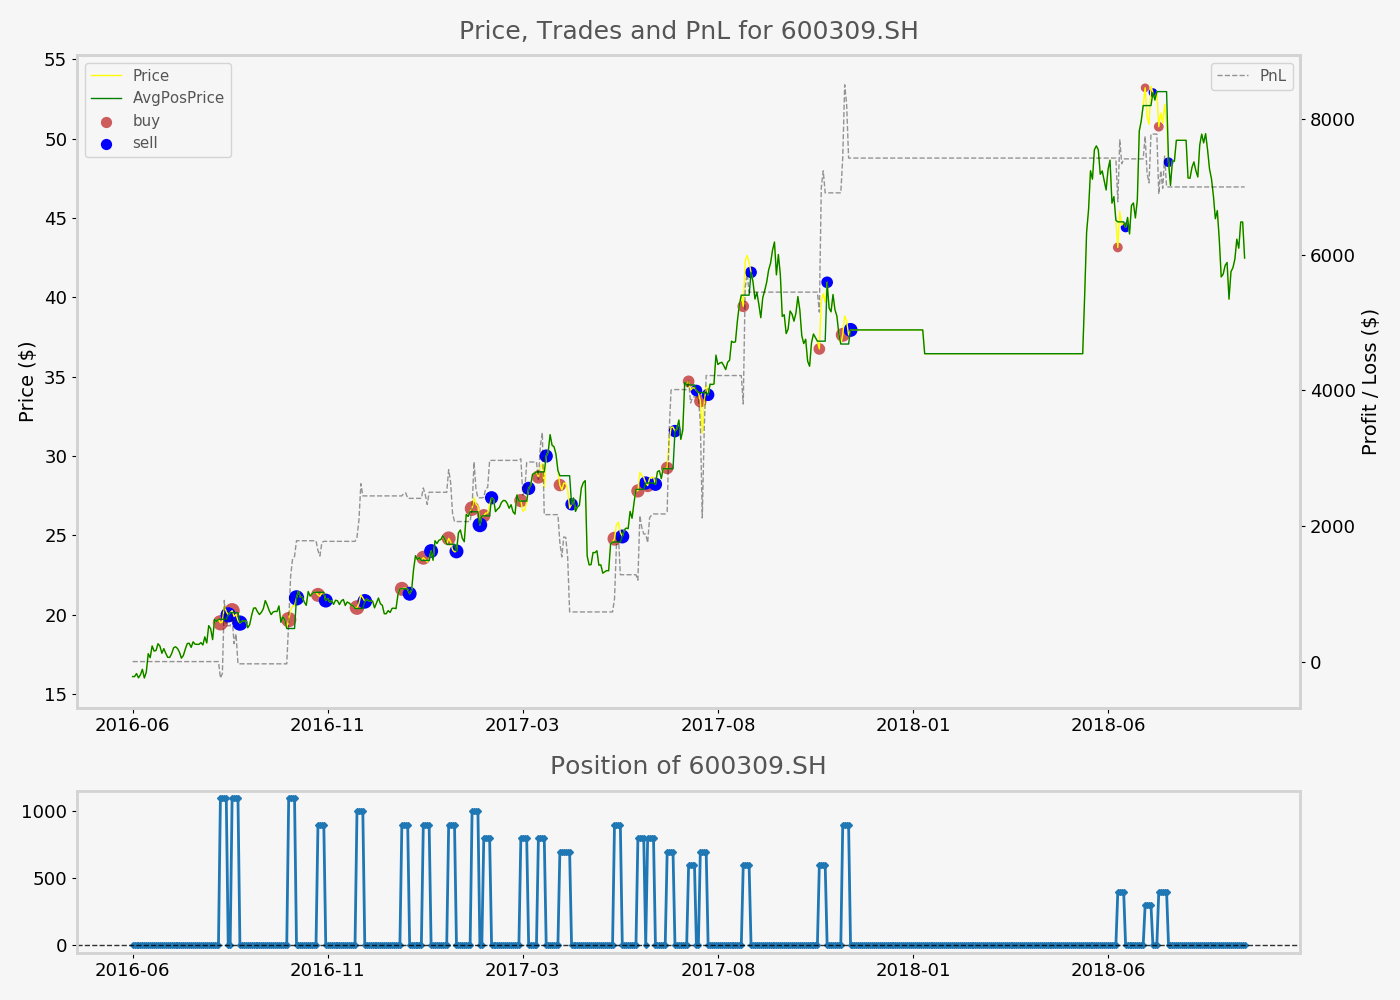 Price, Trades and PnL for 600309.SH
55
50
45
40
35
30
25
20
15
Price ($)
Price
AvgPosPrice
buy
sell
PnL
8000
6000
4000
2000
0
Profit / Loss ($)
2016-06 2016-11 2017-03 2017-08 2018-01 2018-06
Position of 600309.SH
1000
500
0
2016-06 2016-11 2017-03 2017-08 2018-01 2018-06